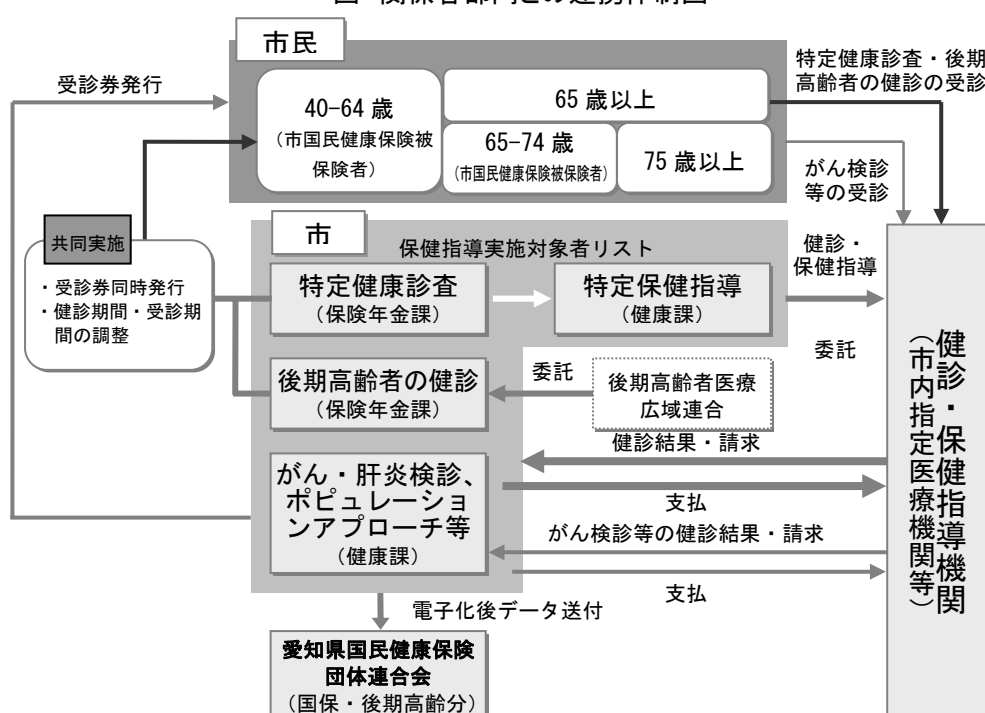 図 関係各部門との連携体制図
市民
受診券発行
特定健康診査・後期
高齢者の健診の受診
40-64 歳
（市国民健康保険被
保険者）
65 歳以上
65-74 歳
（市国民健康保険被保険者）
75 歳以上
がん検診
等の受診
共同実施
・受診券同時発行
・健診期間・受診期
間の調整
市
保健指導実施対象者リスト
健診・
保健指導
特定健康診査
（保険年金課）
特定保健指導
（健康課）
委託
後期高齢者の健診
（保険年金課）
委託
後期高齢者医療
広域連合
健診結果・請求
支払
がん・肝炎検診、
ポピュレーショ
ンアプローチ等
（健康課）
がん検診等の健診結果・請求
支払
健診・保健指導機関
（市内指定医療機関等）
電子化後データ送付
愛知県国民健康保険
団体連合会
（国保・後期高齢分）